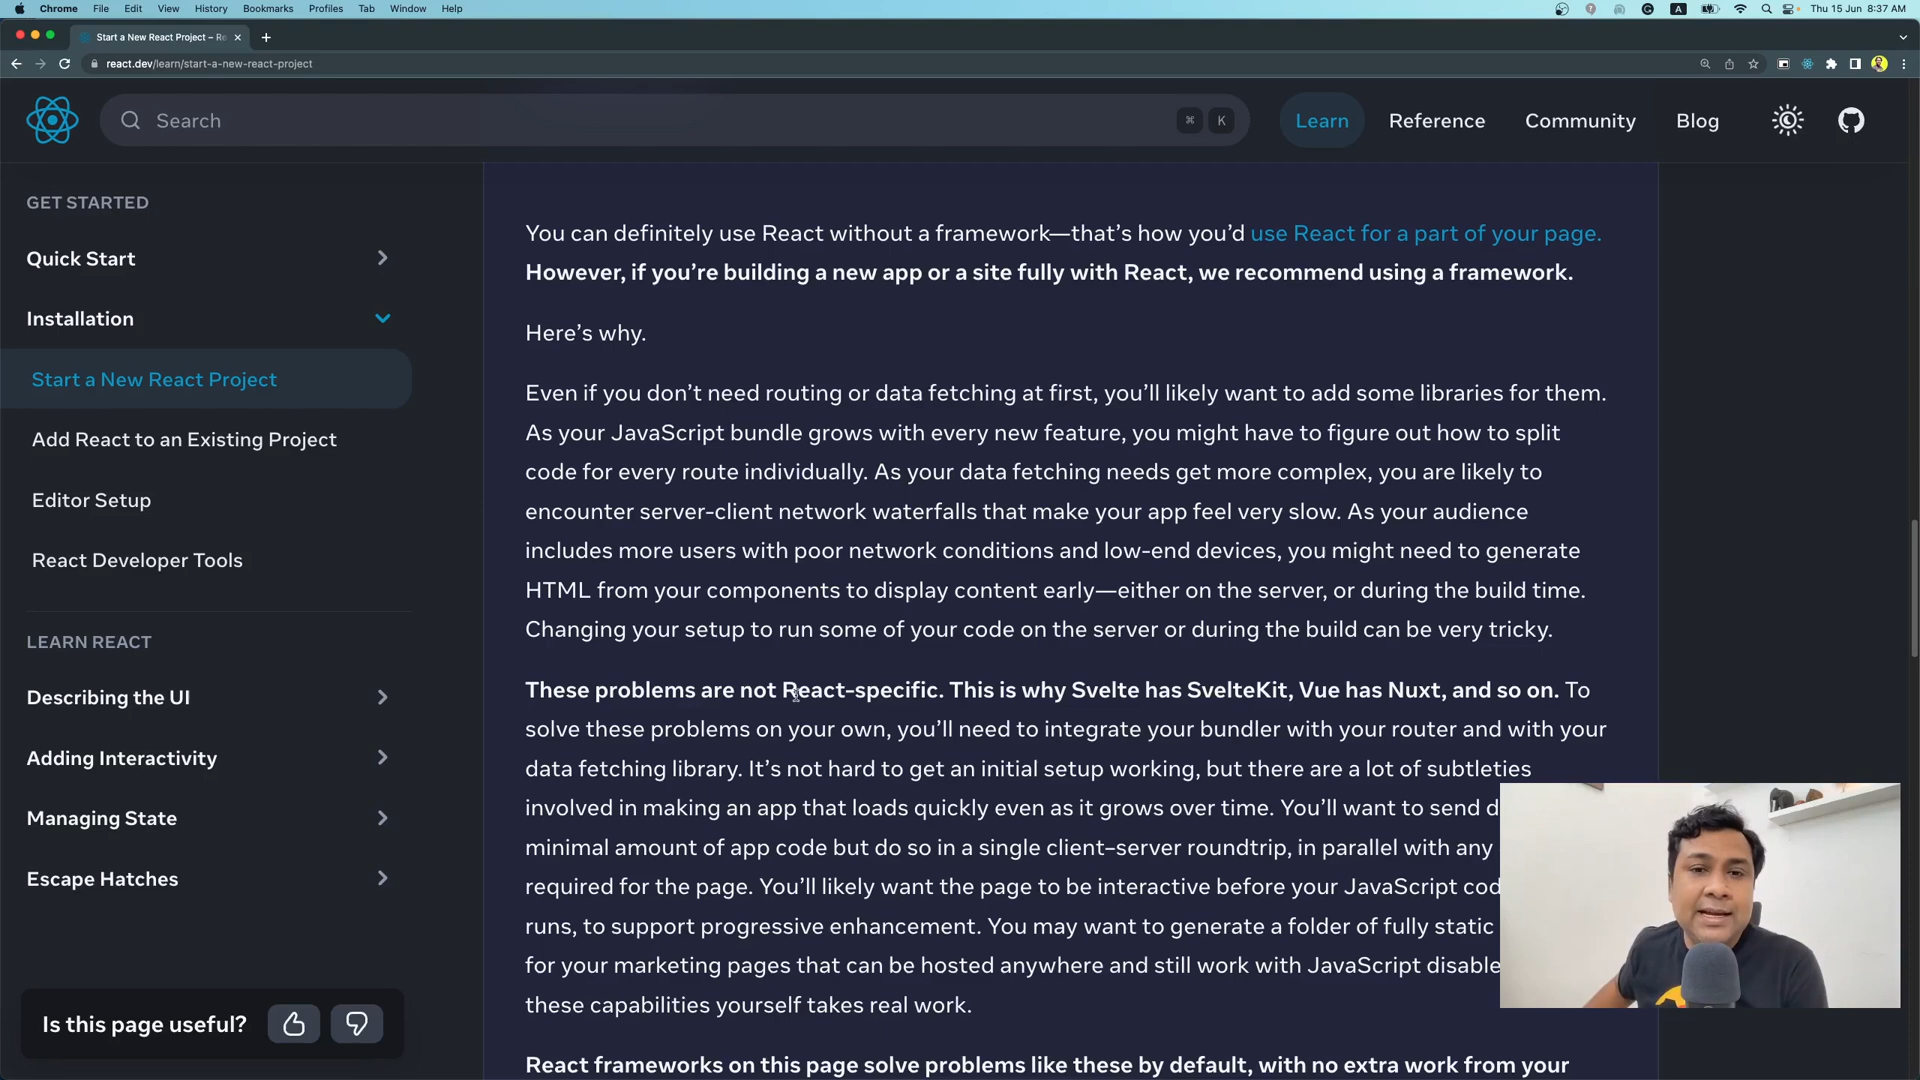 Chrome File Edit View History Bookmarks Profiles Tab Window Help
A
Thu 15 Jun 8:37 AM
Start a New React Project – Re
react.dev/learn/start-a-new-react-project
Search
⌘ K
Learn
Reference
Community
Blog
GET STARTED
Quick Start
Installation
Start a New React Project
Add React to an Existing Project
Editor Setup
React Developer Tools
LEARN REACT
Describing the UI
Adding Interactivity
Managing State
Escape Hatches
Is this page useful?
You can definitely use React without a framework—that’s how you’d use React for a part of your page.
However, if you’re building a new app or a site fully with React, we recommend using a framework.
Here’s why.
Even if you don’t need routing or data fetching at first, you’ll likely want to add some libraries for them.
As your JavaScript bundle grows with every new feature, you might have to figure out how to split
code for every route individually. As your data fetching needs get more complex, you are likely to
encounter server-client network waterfalls that make your app feel very slow. As your audience
includes more users with poor network conditions and low-end devices, you might need to generate
HTML from your components to display content early—either on the server, or during the build time.
Changing your setup to run some of your code on the server or during the build can be very tricky.
These problems are not React-specific. This is why Svelte has SvelteKit, Vue has Nuxt, and so on. To
solve these problems on your own, you’ll need to integrate your bundler with your router and with your
data fetching library. It’s not hard to get an initial setup working, but there are a lot of subtleties
involved in making an app that loads quickly even as it grows over time. You’ll want to send d
minimal amount of app code but do so in a single client–server roundtrip, in parallel with any
required for the page. You’ll likely want the page to be interactive before your JavaScript cod
runs, to support progressive enhancement. You may want to generate a folder of fully static
for your marketing pages that can be hosted anywhere and still work with JavaScript disable
these capabilities yourself takes real work.
React frameworks on this page solve problems like these by default, with no extra work from your